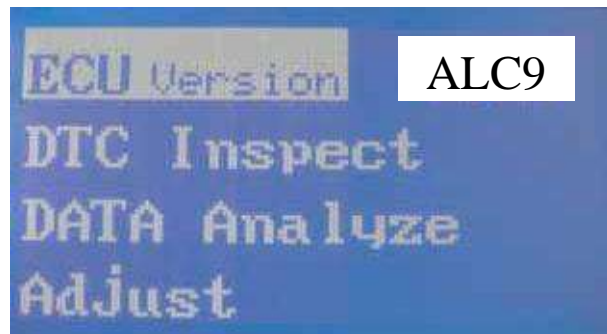 ECU Version
ALC9
DTC Inspect
DATA Analyze
Adjust